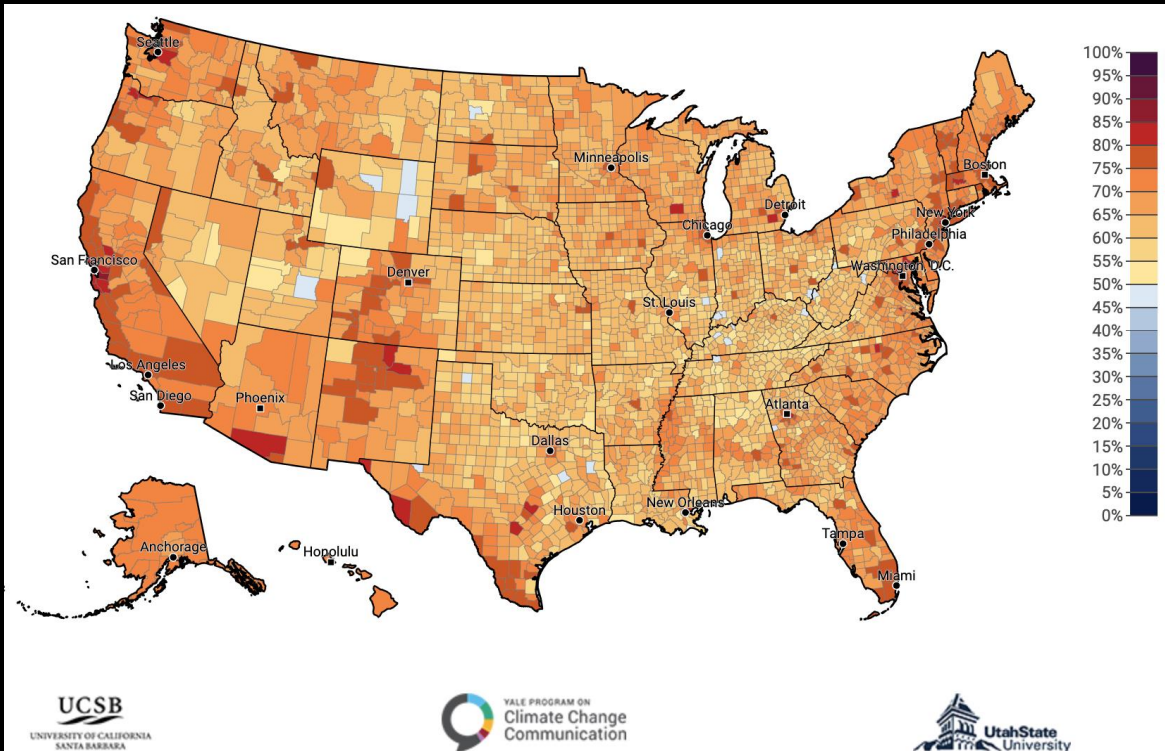 Seattle
Minneapolis
Boston
Detroit
New York
Chicago
Philadelphia
San Francisco
Denver
Washington, D.C.
St. Louis
Los Angeles
San Diego
Phoenix
Atlanta
Dallas
Houston
New Orleans
Tampa
Anchorage
Honolulu
Miami
100%
95%
90%
85%
80%
75%
70%
65%
60%
55%
50%
45%
40%
35%
30%
25%
20%
15%
10%
5%
0%
UCSB
UNIVERSITY OF CALIFORNIA
SANTA BARBARA
YALE PROGRAM ON
Climate Change
Communication
UtahState
University